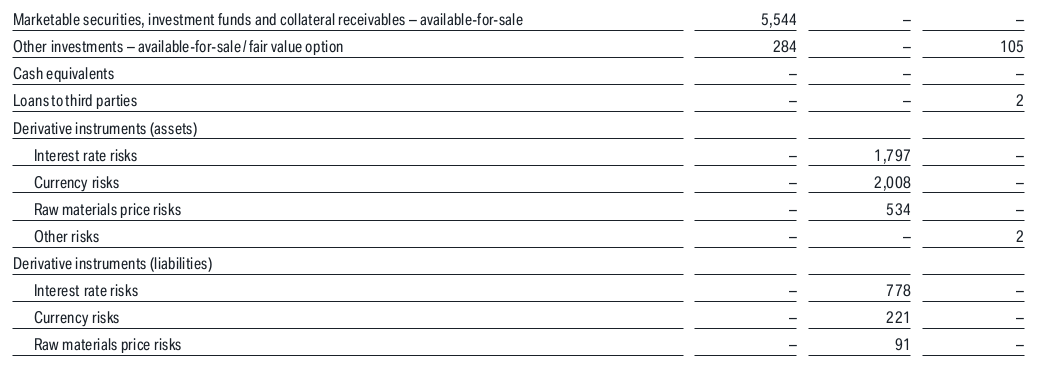 Marketable securities, investment funds and collateral receivables – available-for-sale 5,544 – –
Other investments – available-for-sale / fair value option 284 – 105
Cash equivalents – – –
Loans to third parties – – 2
Derivative instruments (assets)
Interest rate risks – 1,797 –
Currency risks – 2,008 –
Raw materials price risks – 534 –
Other risks – – 2
Derivative instruments (liabilities)
Interest rate risks – 778 –
Currency risks – 221 –
Raw materials price risks – 91 –